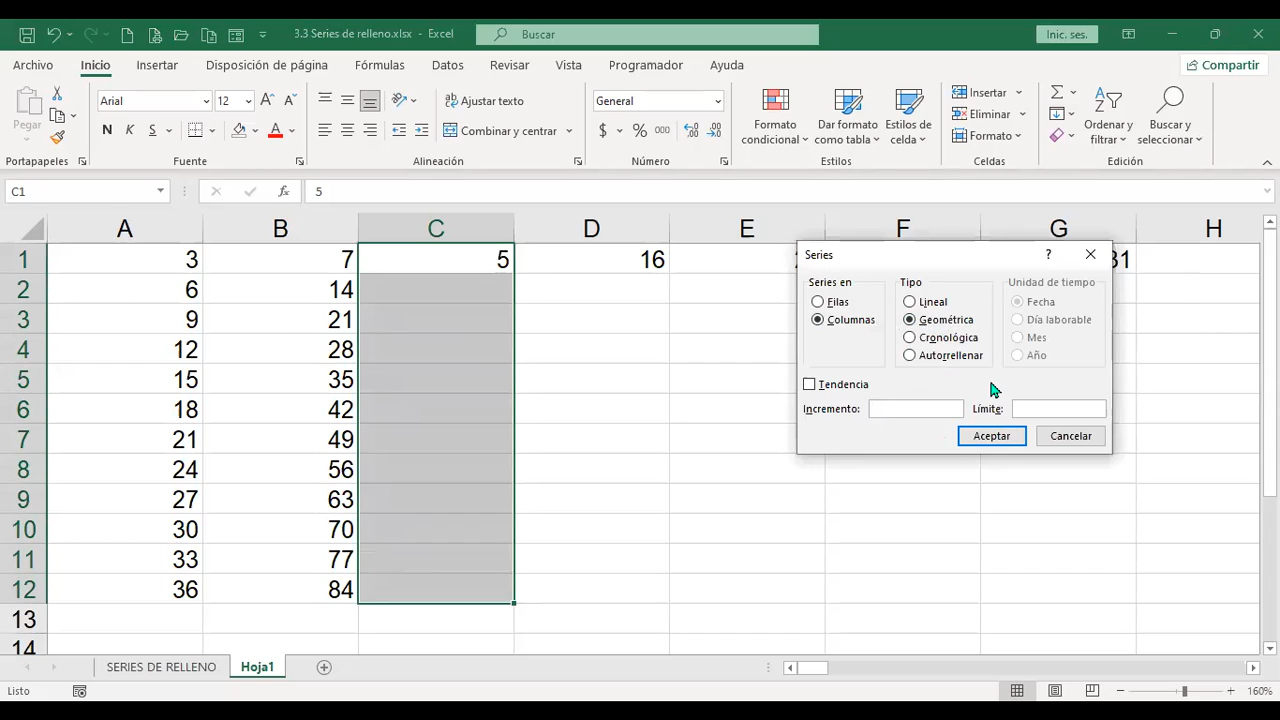 3.3 Series de relleno.xlsx - Excel
Buscar
Inic. ses.
Archivo Inicio Insertar Disposición de página Fórmulas Datos Revisar Vista Programador Ayuda
Compartir
Pegar
Portapapeles
Arial 12
N K S
Fuente
Ajustar texto
Combinar y centrar
Alineación
General
$ % 000
Número
Formato condicional
Dar formato como tabla
Estilos de celda
Estilos
Insertar
Eliminar
Formato
Celdas
Ordenar y filtrar
Buscar y seleccionar
Edición
C1 fx 5
A B C D E F G H
1 3 7 5 16
2 6 14
3 9 21
4 12 28
5 15 35
6 18 42
7 21 49
8 24 56
9 27 63
10 30 70
11 33 77
12 36 84
13
14
Series ?
Series en
Filas
Columnas
Tipo
Lineal
Geométrica
Cronológica
Autorrellenar
Unidad de tiempo
Fecha
Día laborable
Mes
Año
Tendencia
Incremento: Límite:
Aceptar Cancelar
SERIES DE RELLENO Hoja1
Listo
160%